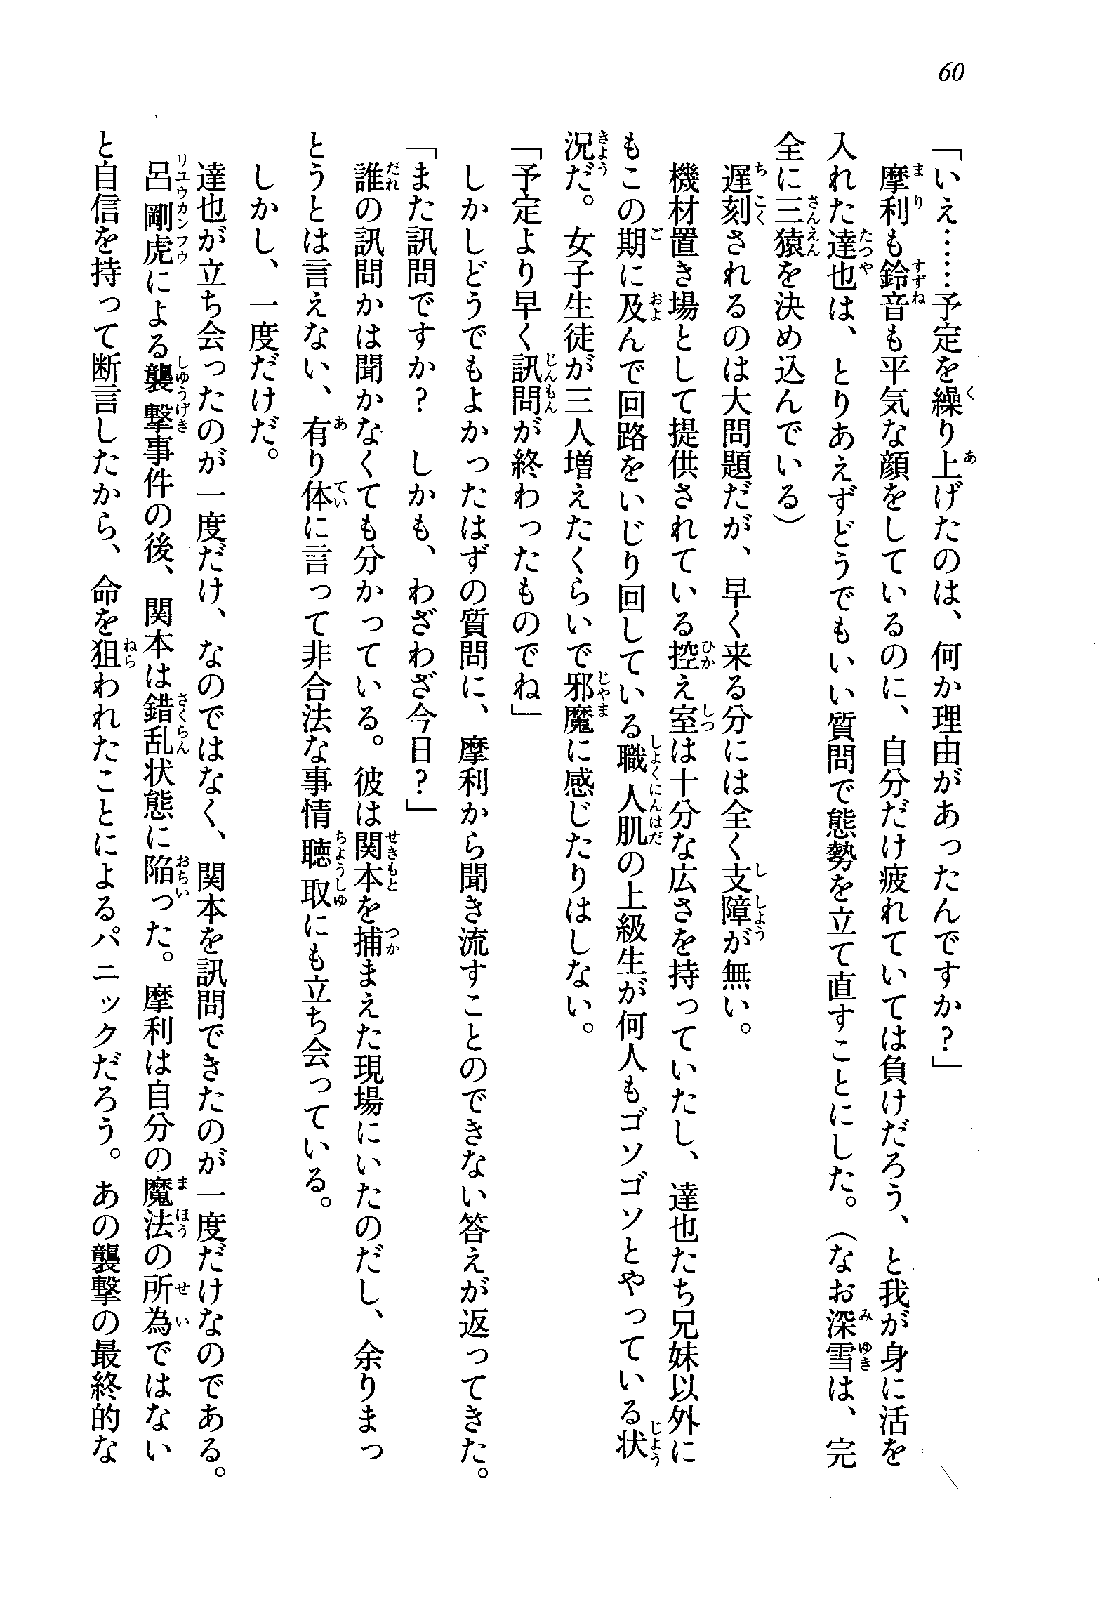 60
「いえ……予定を繰り上げたのは、何か理由があったんですか？」
摩利も鈴音も平気な顔をしているのに、自分だけ疲れていては負けだろう、と我が身に活を
入れた達也は、とりあえずどうでもいい質問で態勢を立て直すことにした。（なお深雪は、完
全に三猿を決め込んでいる）
遅刻されるのは大問題だが、早く来る分には全く支障が無い。
機材置き場として提供されている控え室は十分な広さを持っていたし、達也たち兄妹以外に
もこの期に及んで回路をいじり回している職人肌の上級生が何人もゴソゴソとやっている状
況だ。女子生徒が三人増えたくらいで邪魔に感じたりはしない。
「予定より早く訊問が終わったものでね」
しかしどうでもよかったはずの質問に、摩利から聞き流すことのできない答えが返ってきた。
「また訊問ですか？　しかも、わざわざ今日？」
誰の訊問かは聞かなくても分かっている。彼は関本を捕まえた現場にいたのだし、余りまっ
とうとは言えない、有り体に言って非合法な事情聴取にも立ち会っている。
しかし、一度だけだ。
達也が立ち会ったのが一度だけ、なのではなく、関本を訊問できたのが一度だけなのである。
呂剛虎による襲撃事件の後、関本は錯乱状態に陥った。摩利は自分の魔法の所為ではない
と自信を持って断言したから、命を狙われたことによるパニックだろう。あの襲撃の最終的な